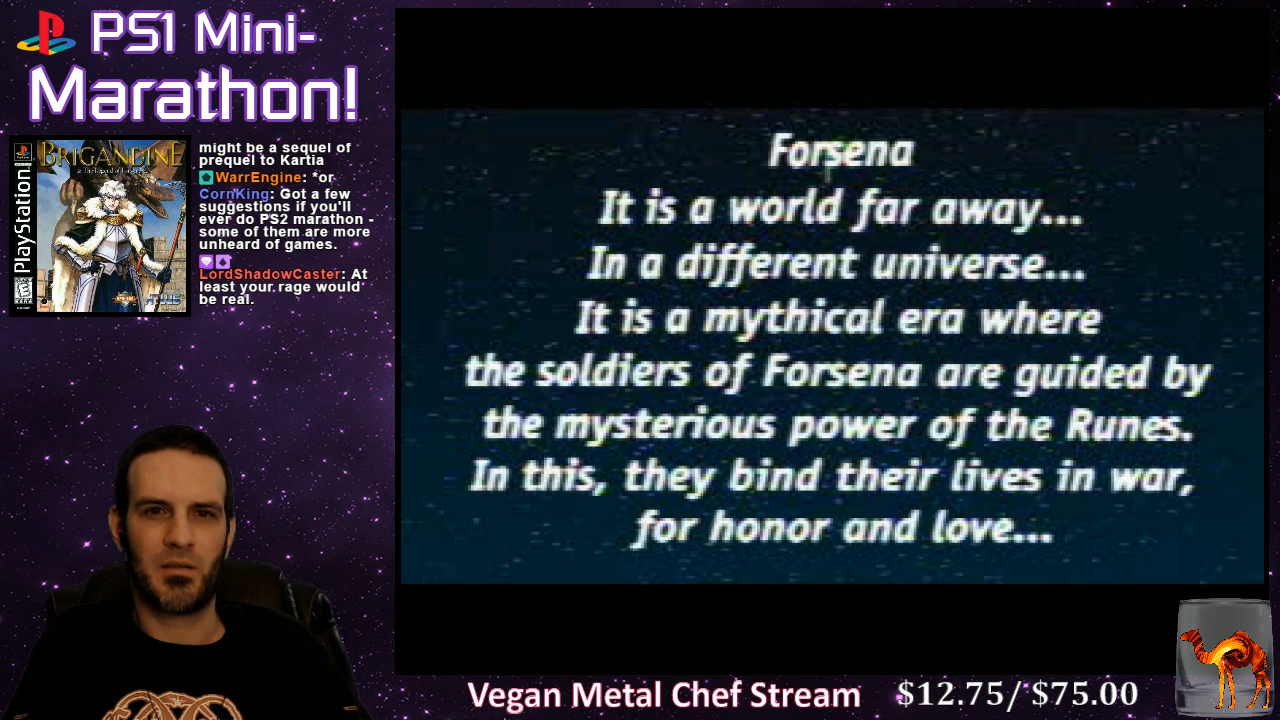 PS1 Mini-
Marathon!
PlayStation
BRIGANDINE
might be a sequel of
prequel to Kartia
WarrEngine: *or
CornKing: Got a few
suggestions if you'll
ever do PS2 marathon -
some of them are more
unheard of games.
LordShadowCaster: At
least your rage would
be real.
Forsena
It is a world far away...
In a different universe...
It is a mythical era where
the soldiers of Forsena are guided by
the mysterious power of the Runes.
In this, they bind their lives in war,
for honor and love...
Vegan Metal Chef Stream $12.75/ $75.00